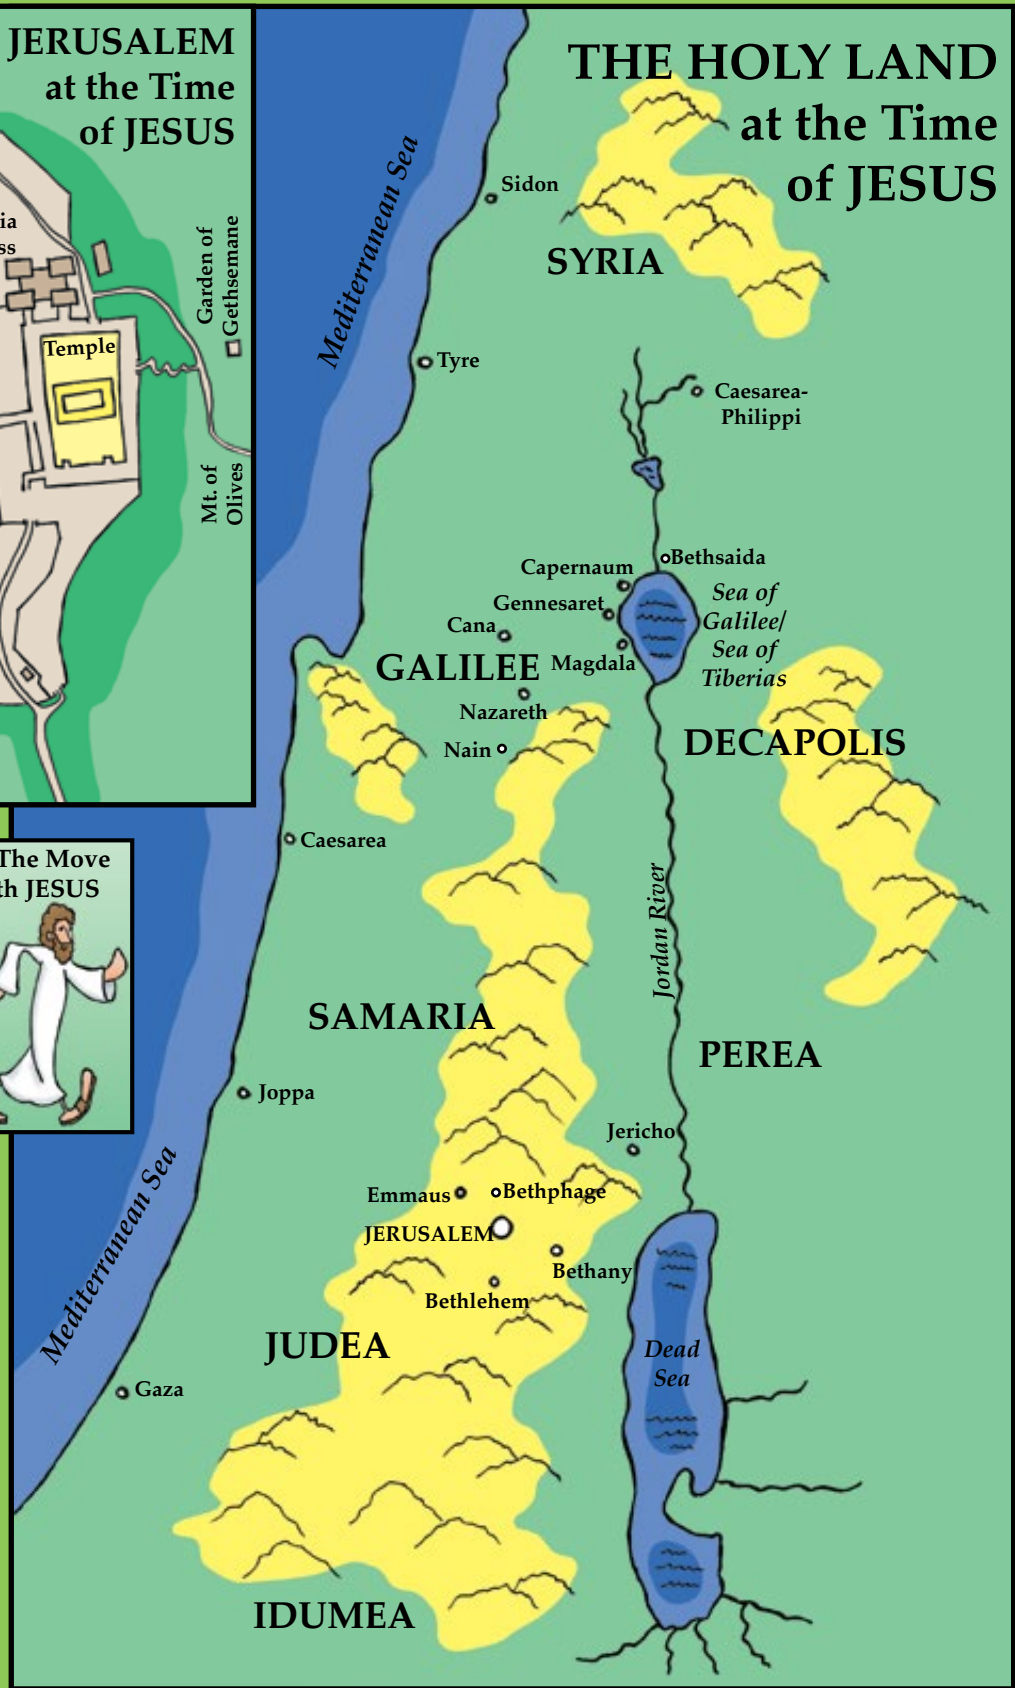 JERUSALEM
at the Time
of JESUS
ia
ss
Garden of
Gethsemane
Temple
Mt. of
Olives
The Move
th JESUS
THE HOLY LAND
at the Time
of JESUS
Mediterranean Sea
Sidon
SYRIA
Tyre
Caesarea-
Philippi
Bethsaida
Capernaum
Gennesaret
Cana
Sea of
Galilee/
Sea of
Tiberias
GALILEE
Magdala
Nazareth
Nain
DECAPOLIS
Caesarea
Jordan River
SAMARIA
PEREA
Joppa
Jericho
Emmaus
Bethphage
JERUSALEM
Bethany
Bethlehem
Mediterranean Sea
JUDEA
Dead
Sea
Gaza
IDUMEA